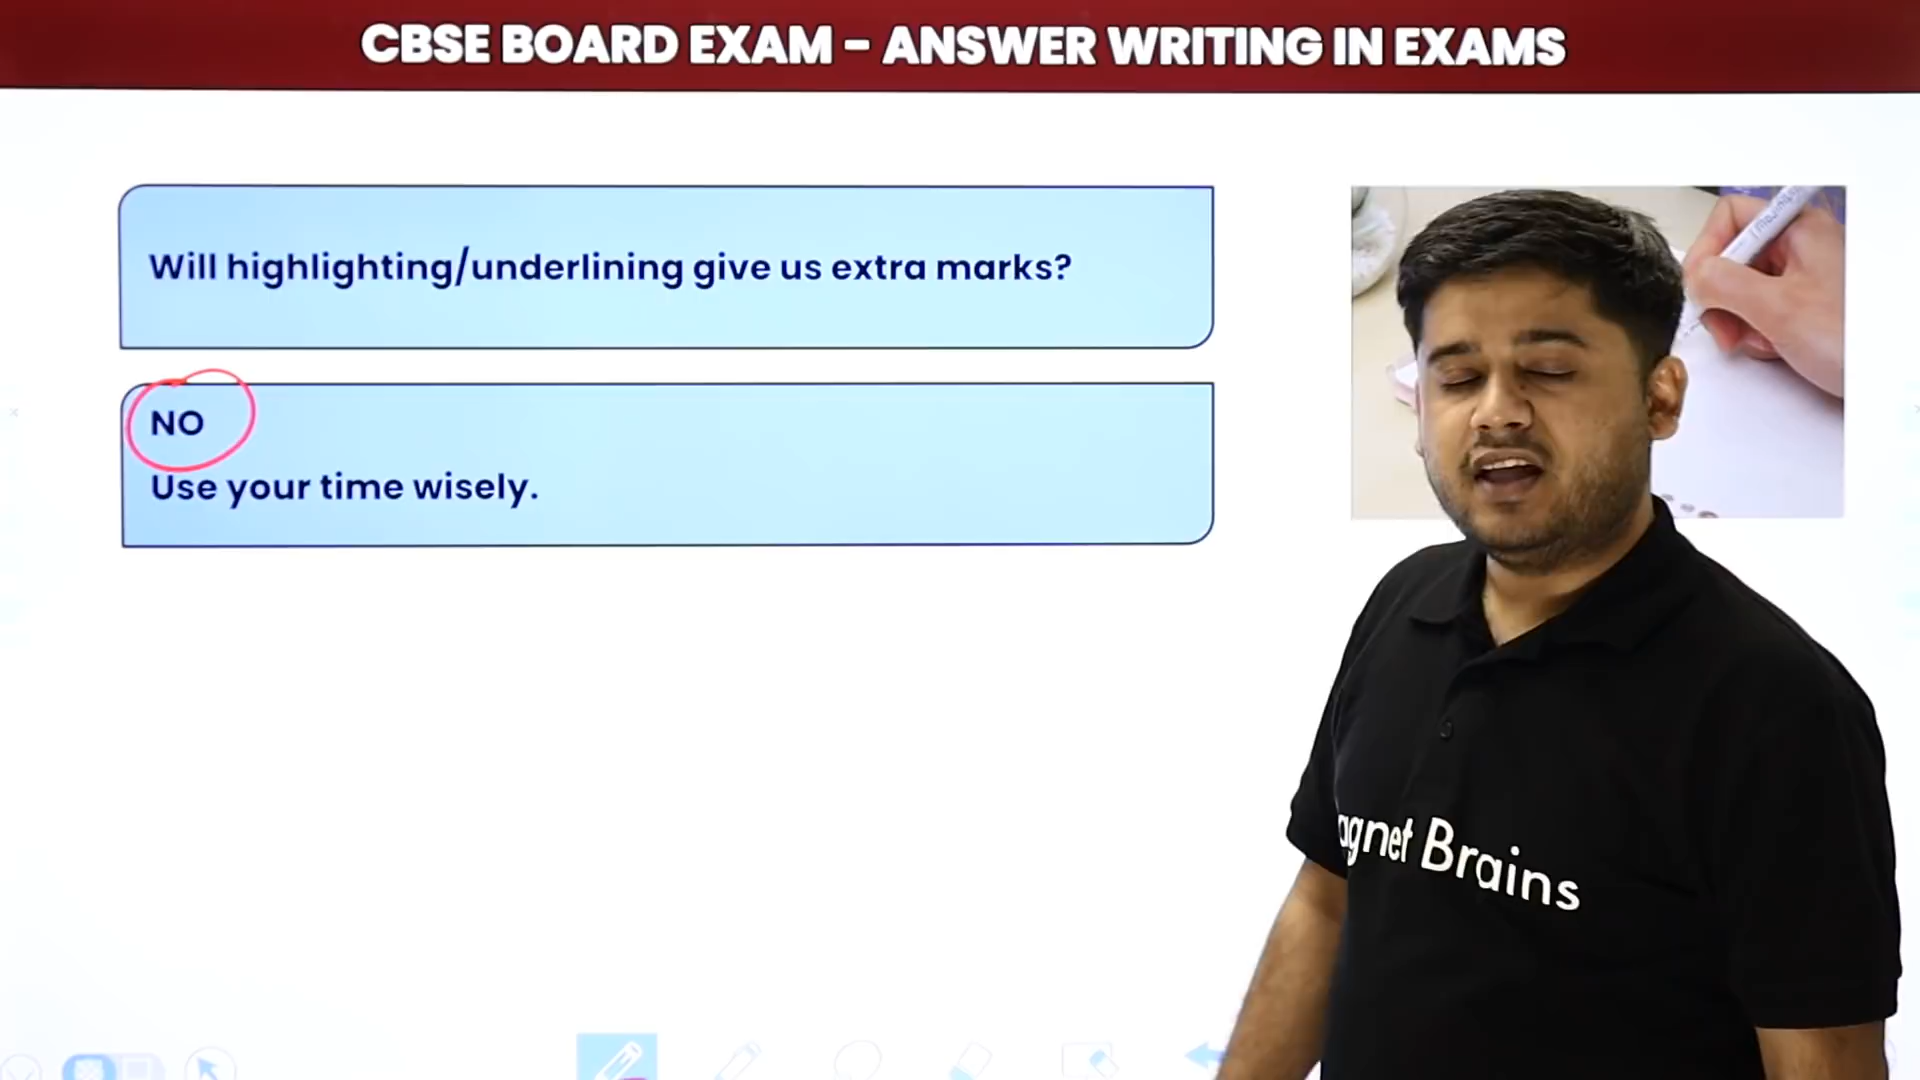 CBSE BOARD EXAM - ANSWER WRITING IN EXAMS
Will highlighting/underlining give us extra marks?
NO
Use your time wisely.
agnet Brains